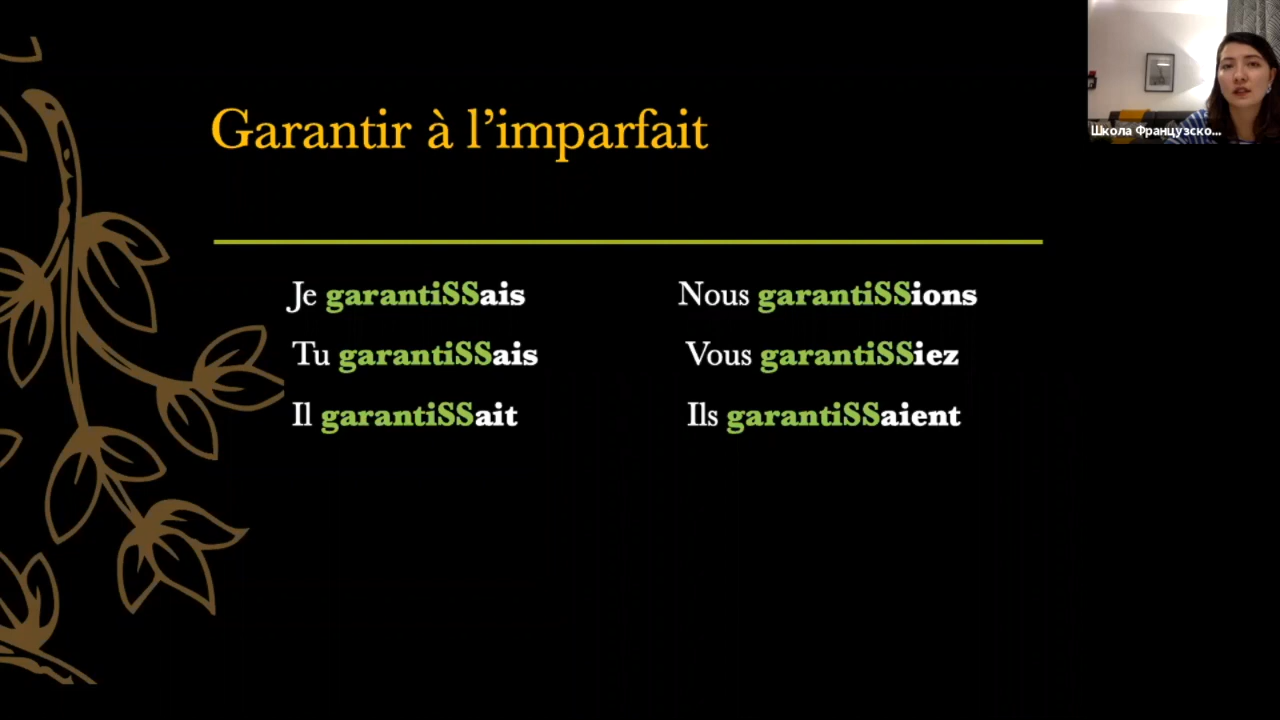 Garantir à l’imparfait
Je garantiSSais
Tu garantiSSais
Il garantiSSait
Nous garantiSSions
Vous garantiSSiez
Ils garantiSSaient
Школа Французско...